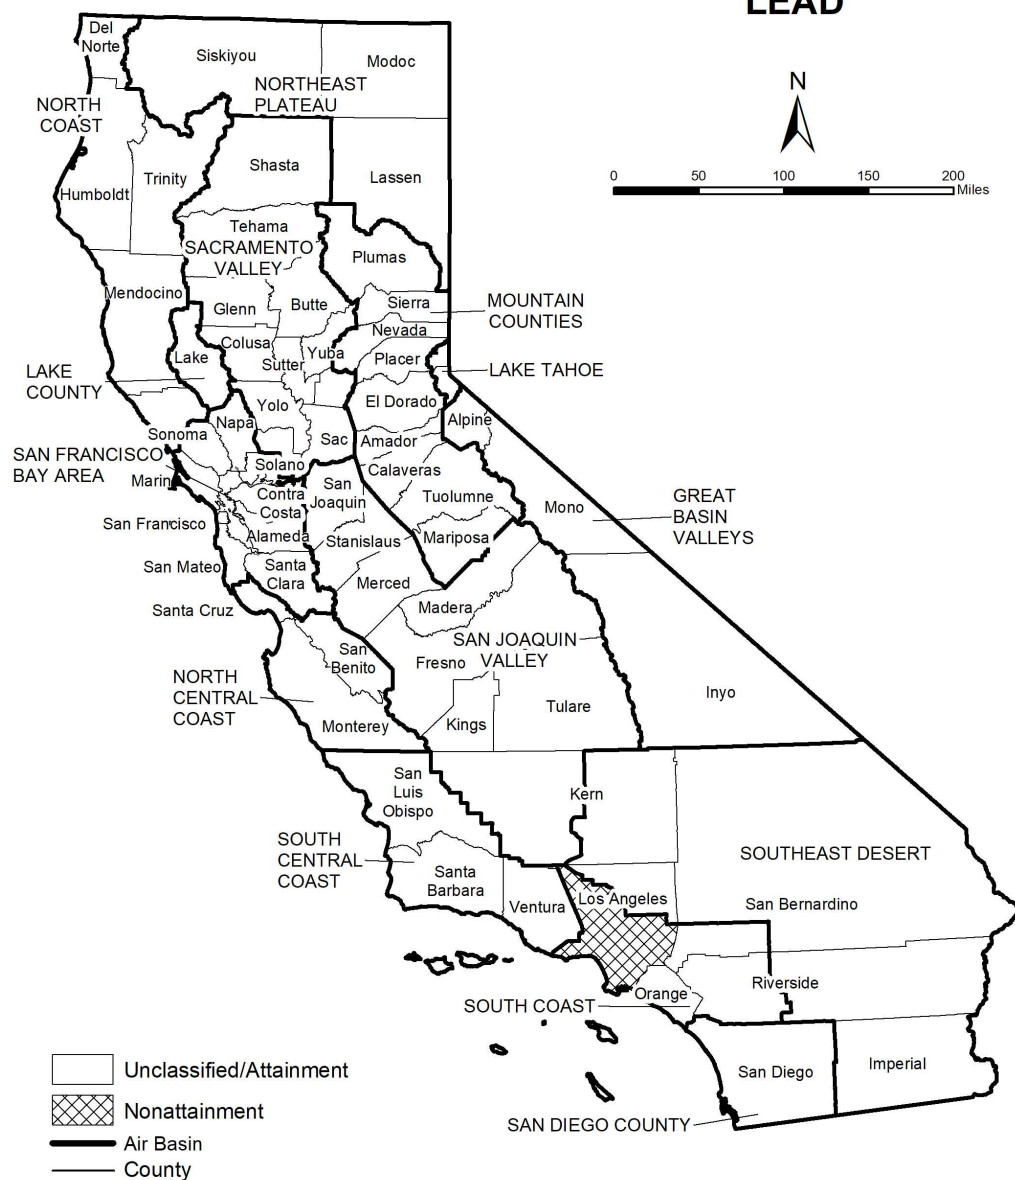 LEAD
N
0 50 100 150 200
Miles
Del
Norte
Siskiyou
Modoc
NORTHEAST
PLATEAU
NORTH
COAST
Shasta
Trinity
Lassen
Humboldt
Tehama
SACRAMENTO
VALLEY
Plumas
Mendocino
Glenn
Butte
Sierra
MOUNTAIN
COUNTIES
Nevada
Colusa
Yuba
Lake
Sutter
Placer
LAKE TAHOE
LAKE
COUNTY
Yolo
El Dorado
Napa
Alpine
Sonoma
Sac
Amador
SAN FRANCISCO
BAY AREA
Solano
Calaveras
Marin
San
Joaquin
Contra
Costa
Tuolumne
Mono
GREAT
BASIN
VALLEYS
San Francisco
Alameda
Stanislaus
Mariposa
San Mateo
Santa
Clara
Merced
Santa Cruz
Madera
SAN JOAQUIN
VALLEY
San
Benito
Fresno
NORTH
CENTRAL
COAST
Inyo
Monterey
Kings
Tulare
San
Luis
Obispo
Kern
SOUTH
CENTRAL
COAST
SOUTHEAST DESERT
Santa
Barbara
Ventura
Los Angeles
San Bernardino
Riverside
Orange
SOUTH COAST
San Diego
Imperial
SAN DIEGO COUNTY
Unclassified/Attainment
Nonattainment
Air Basin
County